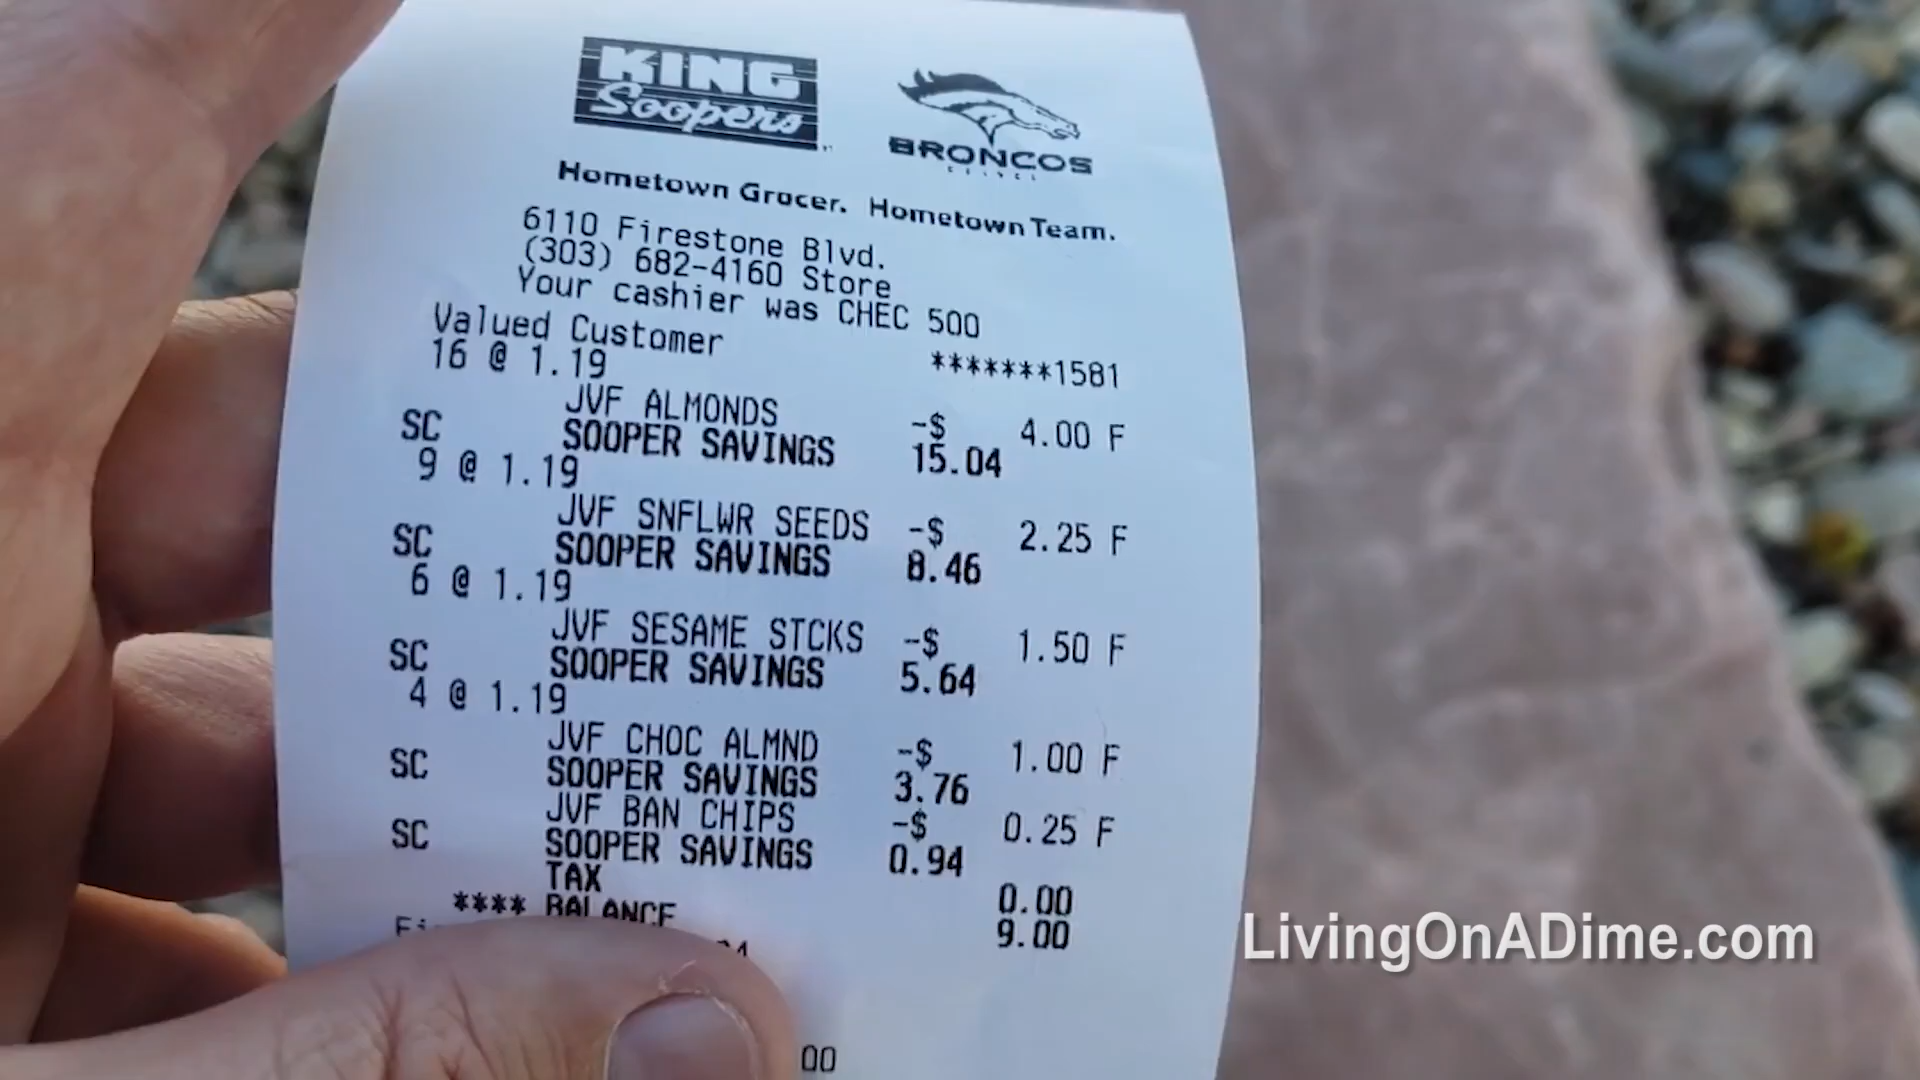 KING
Soopers
BRONCOS
Hometown Grocer. Hometown Team.
6110 Firestone Blvd.
(303) 682-4160 Store
Your cashier was CHEC 500
Valued Customer *******1581
16 @ 1.19
JVF ALMONDS 4.00 F
SC SOOPER SAVINGS -$ 15.04
9 @ 1.19
JVF SNFLWR SEEDS 2.25 F
SC SOOPER SAVINGS -$ 8.46
6 @ 1.19
JVF SESAME STCKS 1.50 F
SC SOOPER SAVINGS -$ 5.64
4 @ 1.19
JVF CHOC ALMND 1.00 F
SC SOOPER SAVINGS -$ 3.76
JVF BAN CHIPS 0.25 F
SC SOOPER SAVINGS -$ 0.94
TAX 0.00
**** BALANCE 9.00
00
LivingOnADime.com